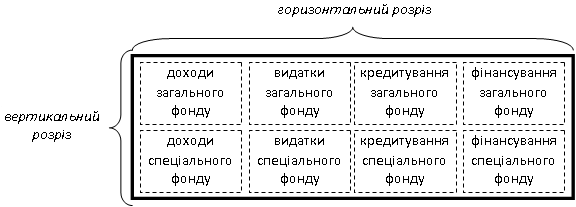 горизонтальний розріз
вертикальний
розріз
доходи
загального
фонду
видатки
загального
фонду
кредитування
загального
фонду
фінансування
загального
фонду
доходи
спеціального
фонду
видатки
спеціального
фонду
кредитування
спеціального
фонду
фінансування
спеціального
фонду